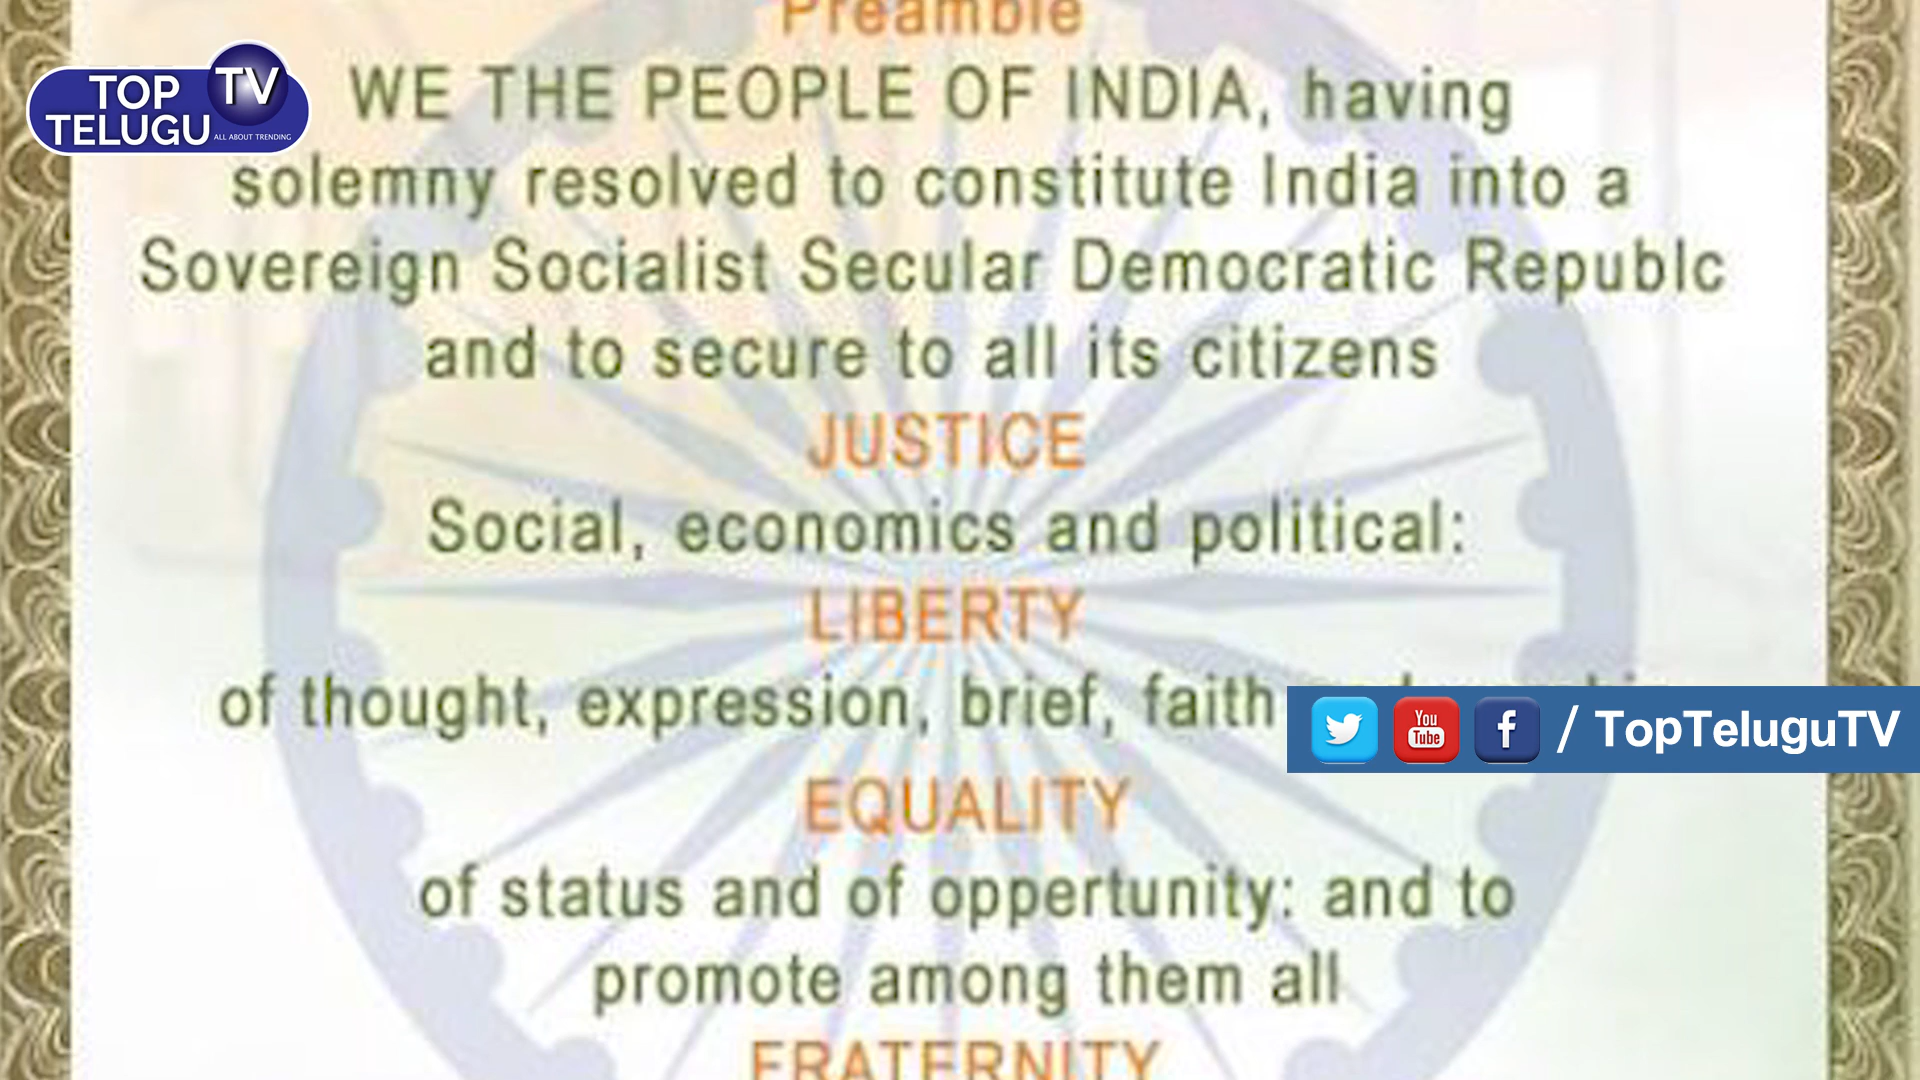 Preamble
TOP TV
TELUGU
ALL ABOUT TRENDING
WE THE PEOPLE OF INDIA, having
solemny resolved to constitute India into a
Sovereign Socialist Secular Democratic Republc
and to secure to all its citizens
JUSTICE
Social, economics and political:
LIBERTY
of thought, expression, brief, faith
You Tube f / TopTeluguTV
EQUALITY
of status and of opportunity: and to
promote among them all
FRATERNITY